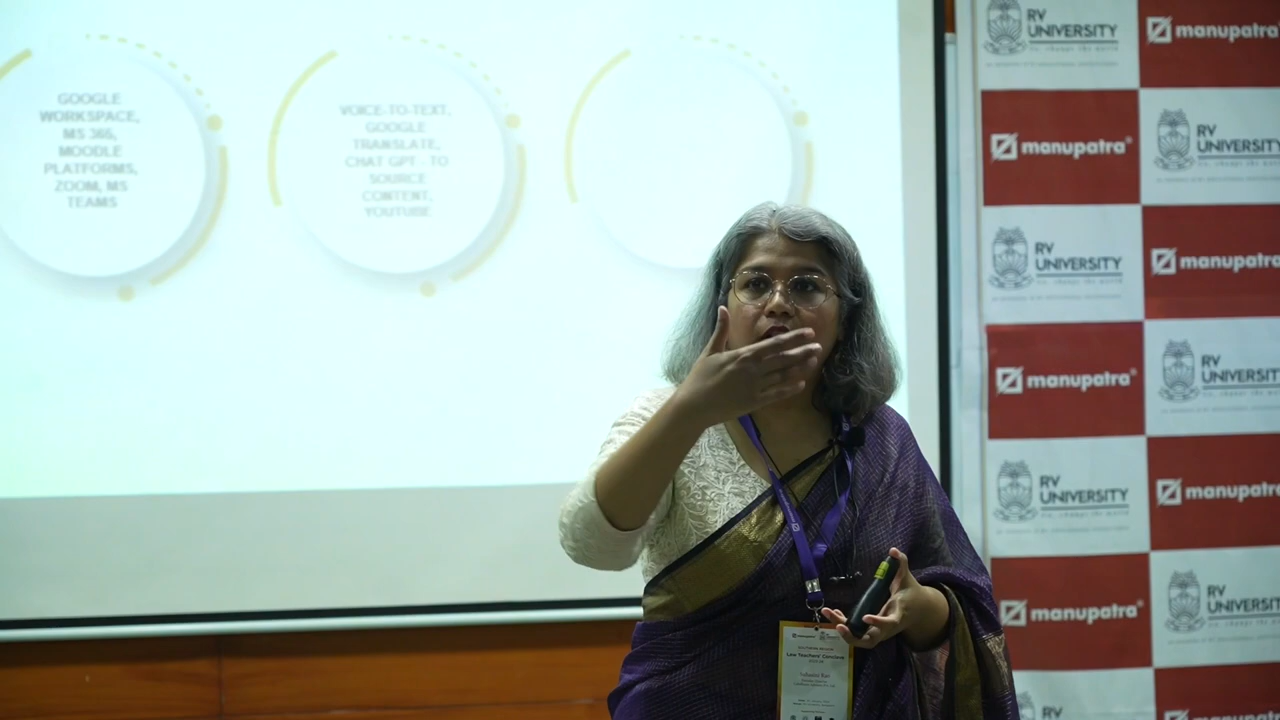 GOOGLE
WORKSPACE,
MS 365,
MOODLE
PLATFORMS,
ZOOM, MS
TEAMS
VOICE-TO-TEXT,
GOOGLE
TRANSLATE,
CHAT GPT - TO
SOURCE
CONTENT,
YOUTUBE
RV
UNIVERSITY
manupatra
manupatra®
RV
UNIVERSITY
RV
UNIVERSITY
manupatra
manupatra®
RV
UNIVERSITY
RV
UNIVERSITY
manupatra
manupatra®
RV
UNIVERSITY
RV
manupatra
Law Teachers' Conclave